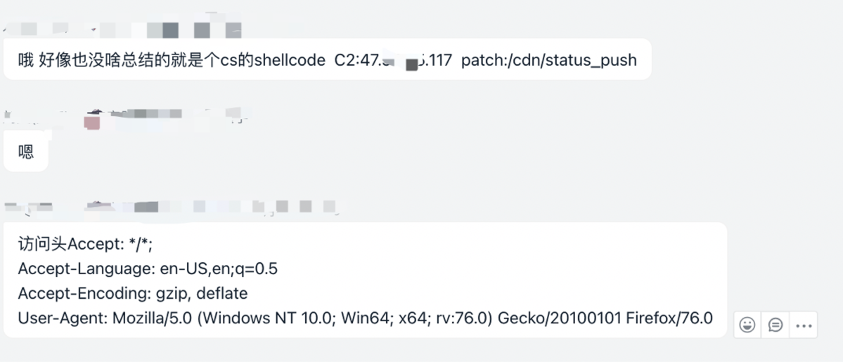 哦 好像也没啥总结的就是个cs的shellcode C2:47. .117 patch:/cdn/status_push
嗯
访问头Accept: */*;
Accept-Language: en-US,en;q=0.5
Accept-Encoding: gzip, deflate
User-Agent: Mozilla/5.0 (Windows NT 10.0; Win64; x64; rv:76.0) Gecko/20100101 Firefox/76.0